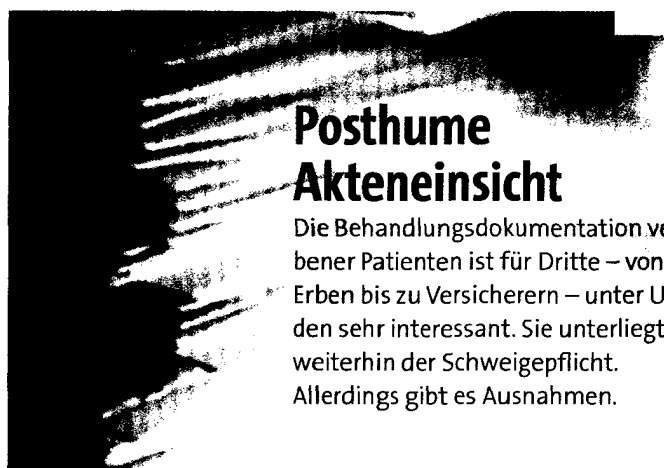 Posthume
Akteneinsicht
Die Behandlungsdokumentation
bener Patienten ist für Dritte – von
Erben bis zu Versicherern – unter
den sehr interessant. Sie unterliegt
weiterhin der Schweigepflicht.
Allerdings gibt es Ausnahmen.